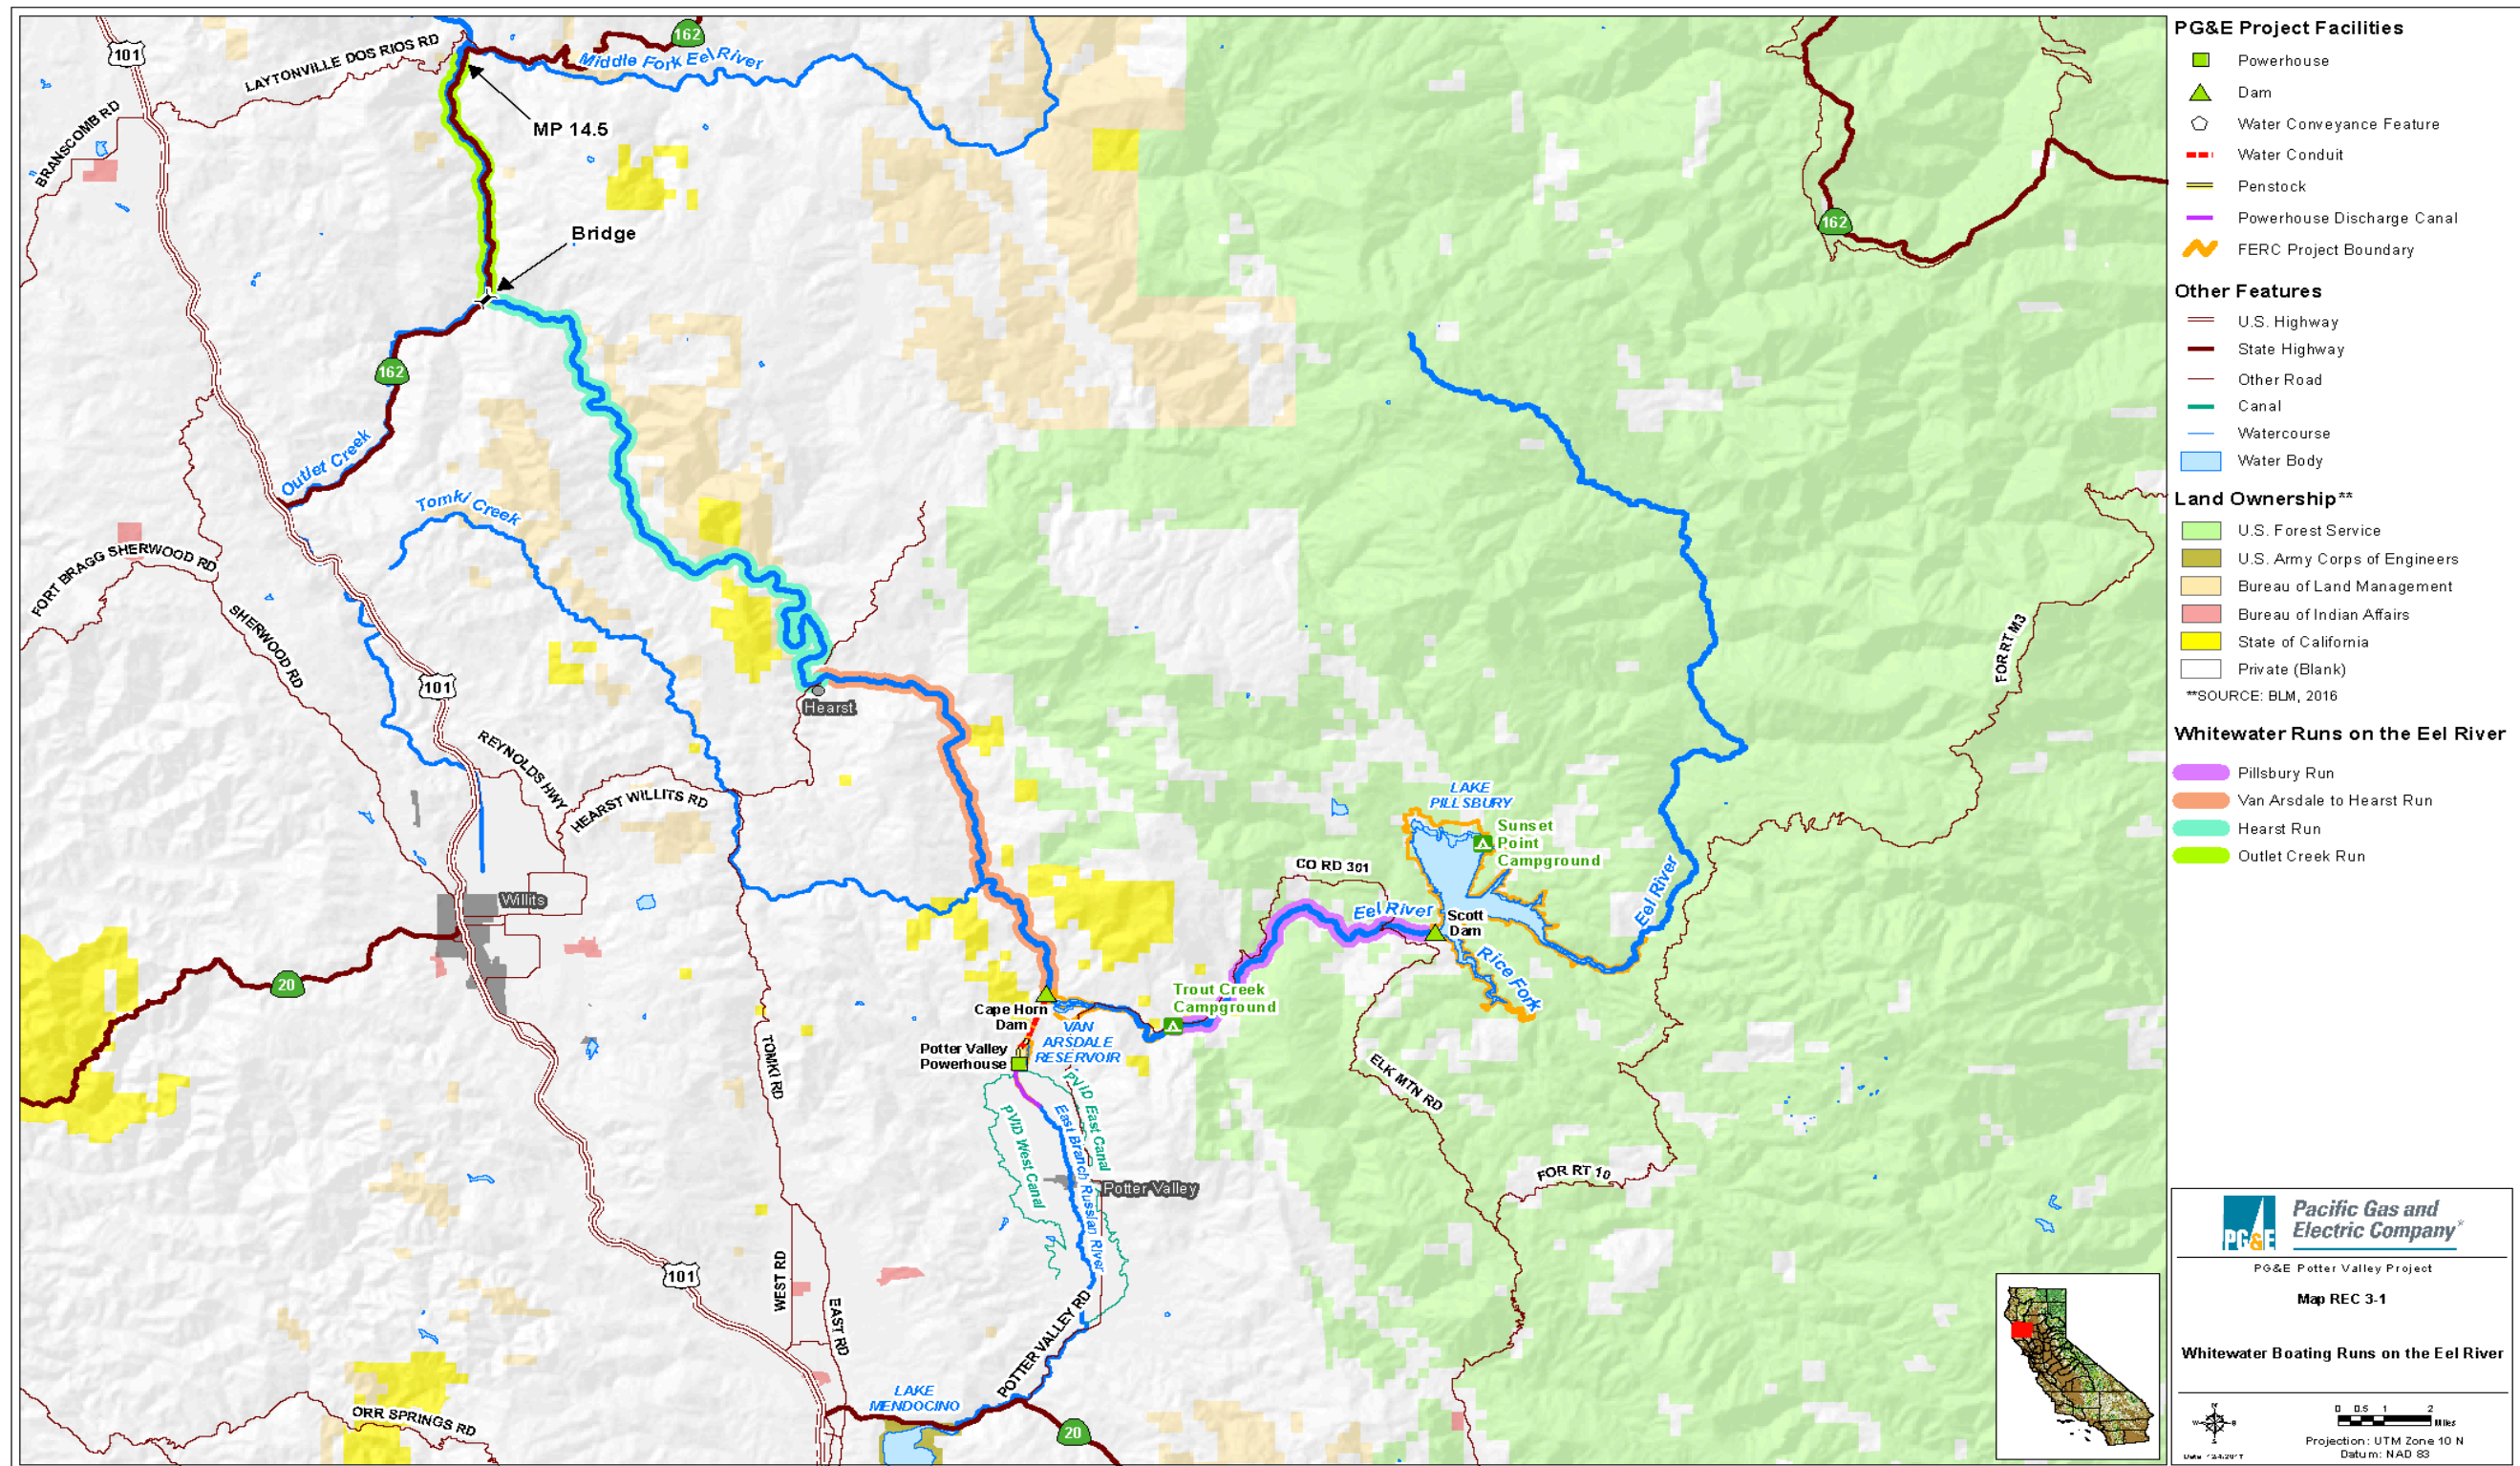 101
LAYTONVILLE DOS RIOS RD
162
Middle Fork Eel River
BRANSCOMB RD
MP 14.5
Bridge
162
162
Outlet Creek
Tomki Creek
FORT BRAGG SHERWOOD RD
SHERWOOD RD
101
Hearst
REYNOLDS HWY
HEARST WILLITS RD
FOR RT M3
LAKE
PILLSBURY
Sunset
Point
Campground
CO RD 301
Eel River
Scott
Dam
Eel River
Rice Fork
Willits
20
Trout Creek
Campground
Cape Horn
Dam
VAN
ARSDALE
RESERVOIR
Potter Valley
Powerhouse
TOMKI RD
ELK MTN RD
PVID East Canal
PVID West Canal
East Branch Russian River
Potter Valley
FOR RT 10
101
WEST RD
EAST RD
POTTER VALLEY RD
LAKE
MENDOCINO
20
ORR SPRINGS RD
PG&E Project Facilities
Powerhouse
Dam
Water Conveyance Feature
Water Conduit
Penstock
Powerhouse Discharge Canal
FERC Project Boundary
Other Features
U.S. Highway
State Highway
Other Road
Canal
Watercourse
Water Body
Land Ownership**
U.S. Forest Service
U.S. Army Corps of Engineers
Bureau of Land Management
Bureau of Indian Affairs
State of California
Private (Blank)
**SOURCE: BLM, 2016
Whitewater Runs on the Eel River
Pillsbury Run
Van Arsdale to Hearst Run
Hearst Run
Outlet Creek Run
PG&E
Pacific Gas and
Electric Company
PG&E Potter Valley Project
Map REC 3-1
Whitewater Boating Runs on the Eel River
0 0.5 1 2
Miles
Projection: UTM Zone 10 N
Datum: NAD 83